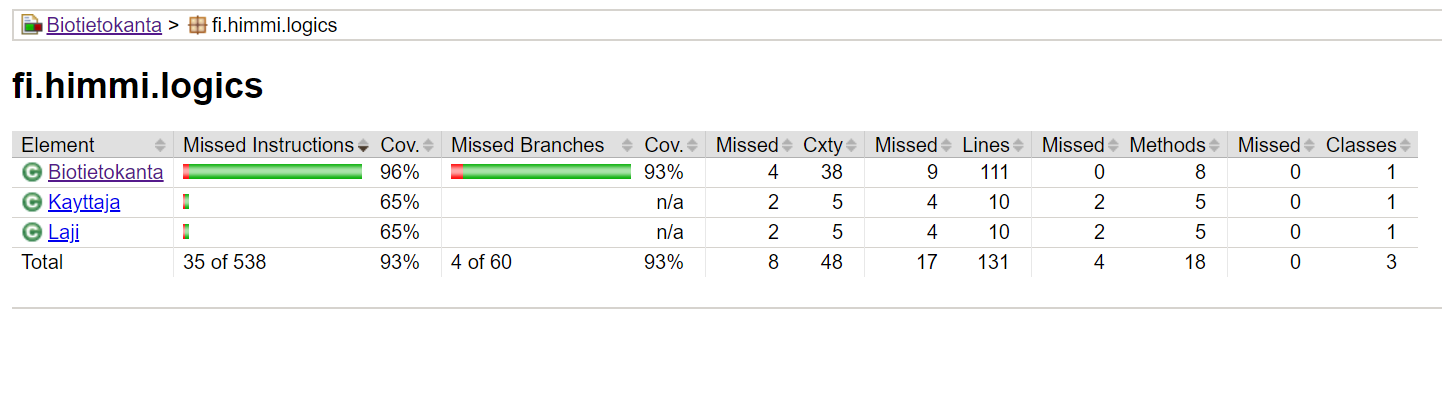 Biotietokanta > fi.himmi.logics
fi.himmi.logics
Element Missed Instructions Cov. Missed Branches Cov. Missed Cxty Missed Lines Missed Methods Missed Classes
C Biotietokanta 96% 93% 4 38 9 111 0 8 0 1
C Kayttaja 65% n/a 2 5 4 10 2 5 0 1
C Laji 65% n/a 2 5 4 10 2 5 0 1
Total 35 of 538 93% 4 of 60 93% 8 48 17 131 4 18 0 3